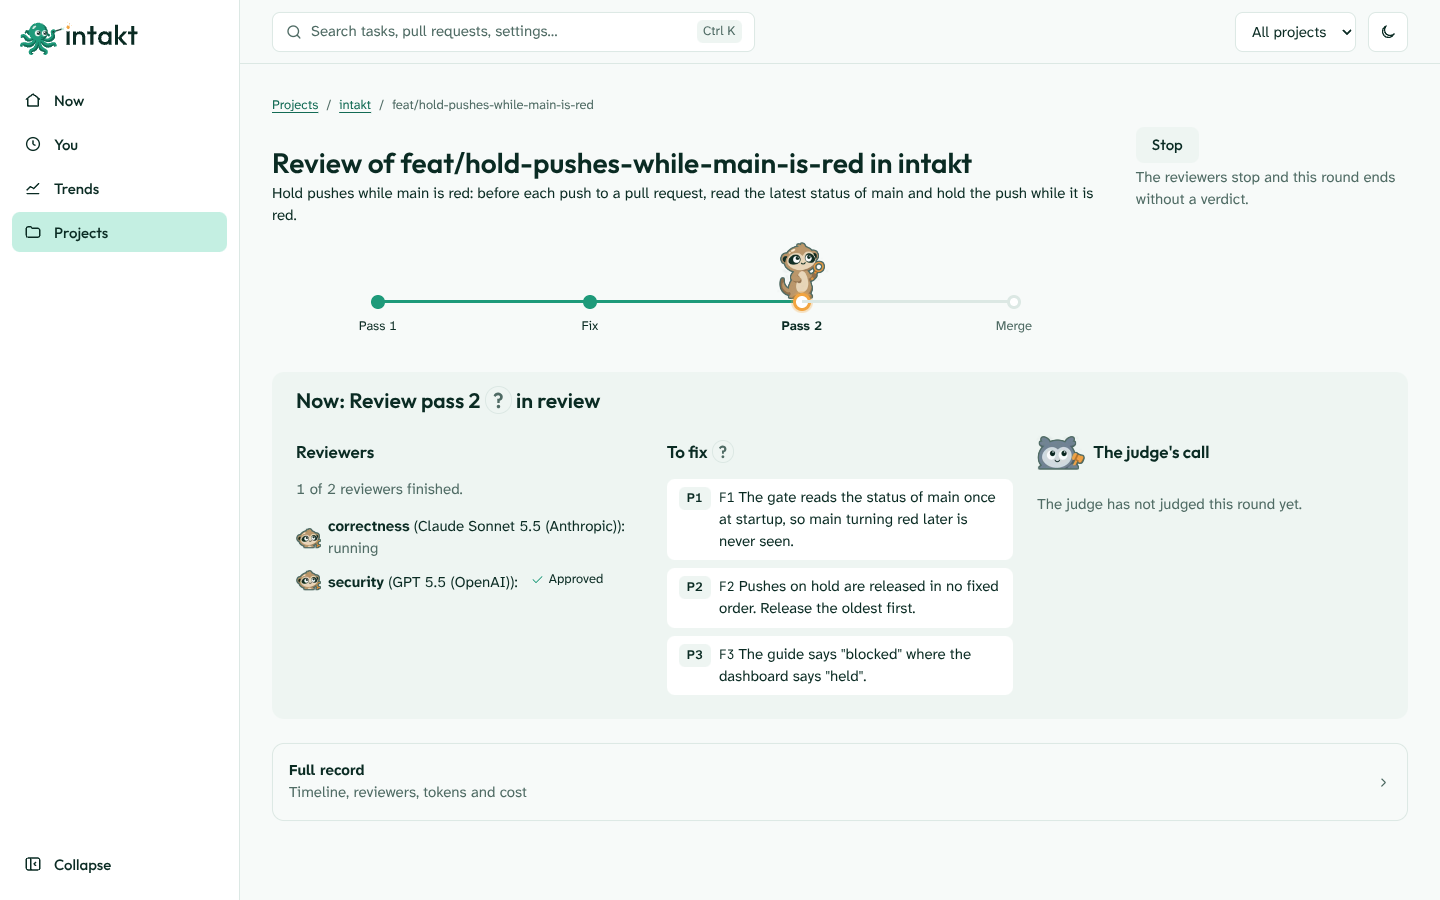 intakt
Search tasks, pull requests, settings...
Ctrl K
All projects
Now
You
Trends
Projects
Collapse
Projects / intakt / feat/hold-pushes-while-main-is-red
Review of feat/hold-pushes-while-main-is-red in intakt
Hold pushes while main is red: before each push to a pull request, read the latest status of main and hold the push while it is
red.
Stop
The reviewers stop and this round ends
without a verdict.
Pass 1
Fix
Pass 2
Merge
Now: Review pass 2 ? in review
Reviewers
1 of 2 reviewers finished.
correctness (Claude Sonnet 5.5 (Anthropic)):
running
security (GPT 5.5 (OpenAI)): Approved
To fix ?
P1 F1 The gate reads the status of main once
at startup, so main turning red later is
never seen.
P2 F2 Pushes on hold are released in no fixed
order. Release the oldest first.
P3 F3 The guide says "blocked" where the
dashboard says "held".
The judge's call
The judge has not judged this round yet.
Full record
Timeline, reviewers, tokens and cost